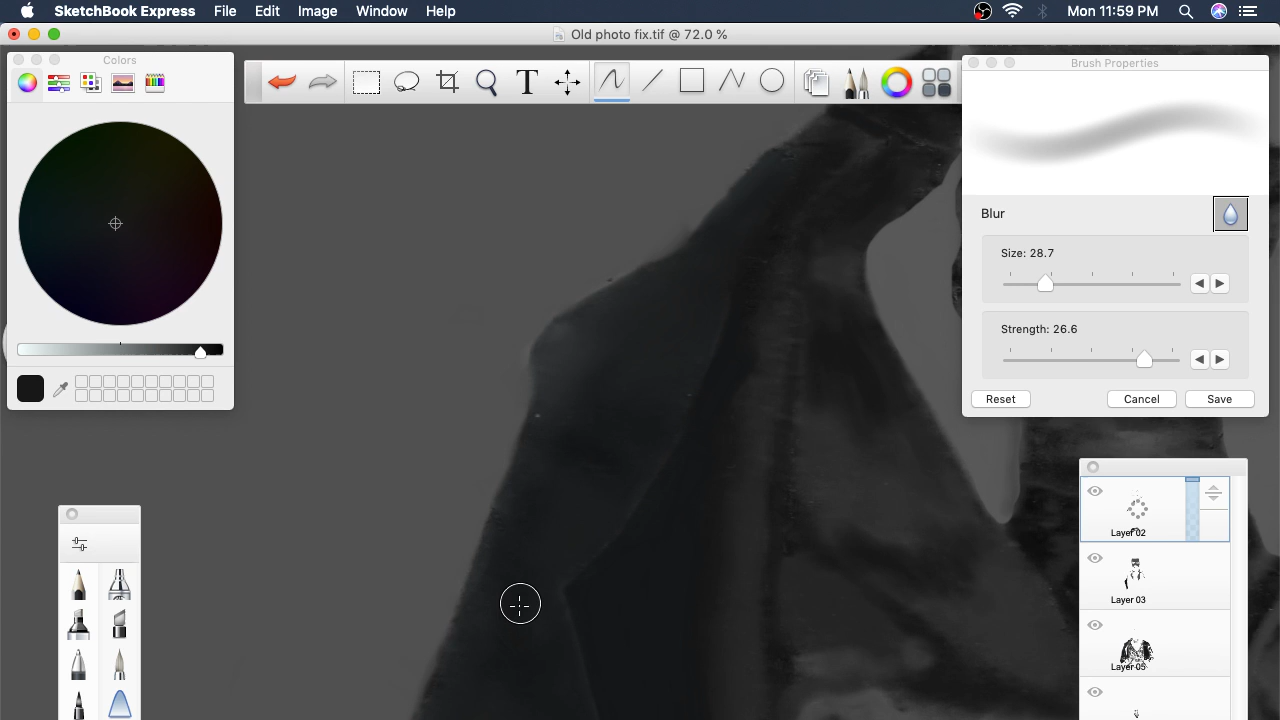 SketchBook Express File Edit Image Window Help Mon 11:59 PM
Old photo fix.tif @ 72.0 %
Colors
T
Brush Properties
Blur
Size: 28.7
Strength: 26.6
Reset Cancel Save
Layer 02
Layer 03
Layer 05